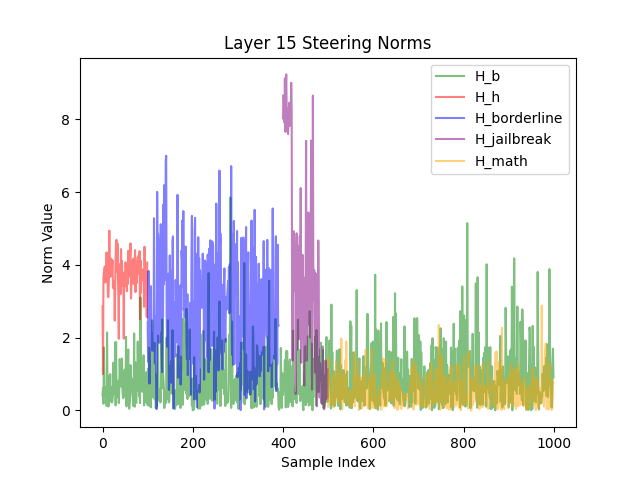 Layer 15 Steering Norms
H_b
H_h
H_borderline
H_jailbreak
H_math
Norm Value
8
6
4
2
0
0 200 400 600 800 1000
Sample Index